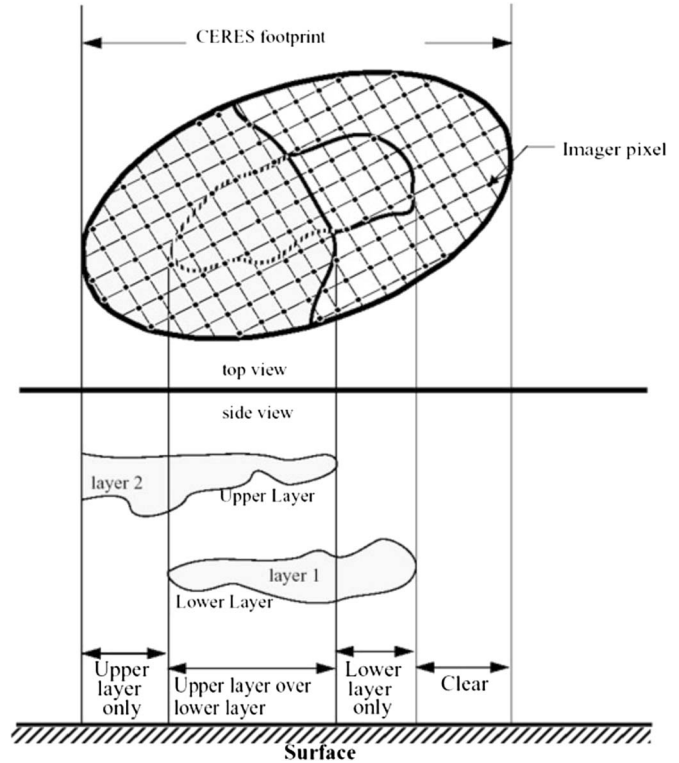 CERES footprint
Imager pixel
top view
side view
layer 2
Upper Layer
layer 1
Lower Layer
Upper
layer
only
Upper layer over
lower layer
Lower
layer
only
Clear
Surface